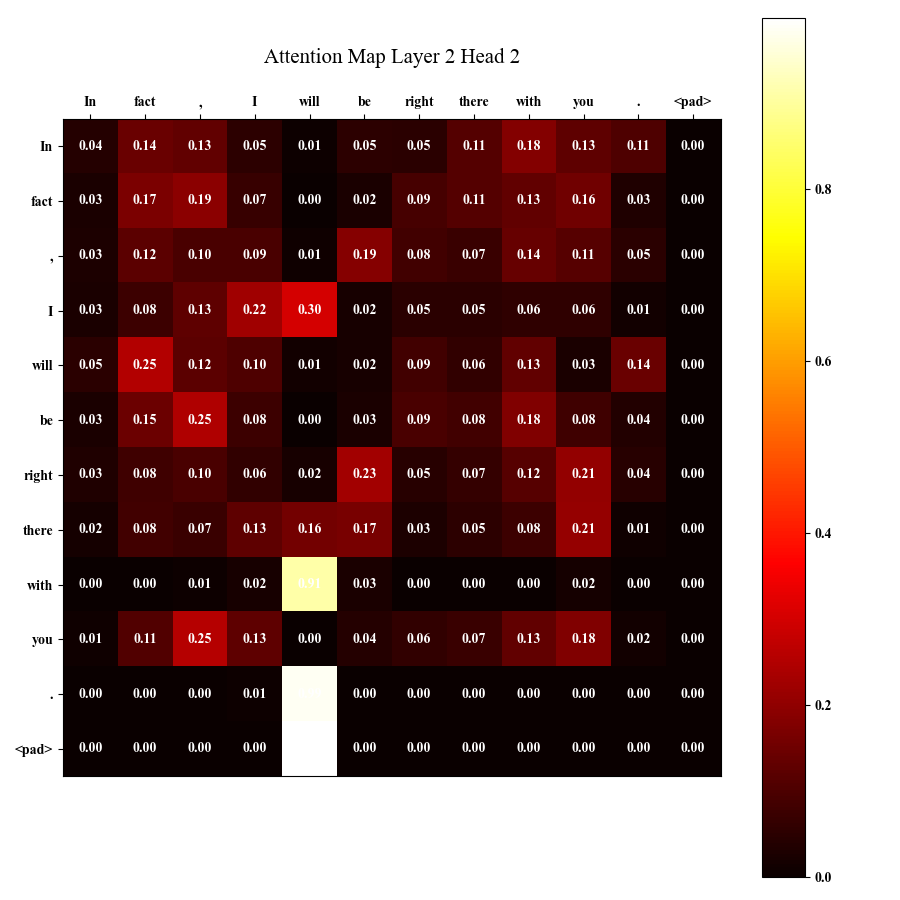 Attention Map Layer 2 Head 2
In fact , I will be right there with you . <pad>
In 0.04 0.14 0.13 0.05 0.01 0.05 0.05 0.11 0.18 0.13 0.11 0.00
fact 0.03 0.17 0.19 0.07 0.00 0.02 0.09 0.11 0.13 0.16 0.03 0.00
, 0.03 0.12 0.10 0.09 0.01 0.19 0.08 0.07 0.14 0.11 0.05 0.00
I 0.03 0.08 0.13 0.22 0.30 0.02 0.05 0.05 0.06 0.06 0.01 0.00
will 0.05 0.25 0.12 0.10 0.01 0.02 0.09 0.06 0.13 0.03 0.14 0.00
be 0.03 0.15 0.25 0.08 0.00 0.03 0.09 0.08 0.18 0.08 0.04 0.00
right 0.03 0.08 0.10 0.06 0.02 0.23 0.05 0.07 0.12 0.21 0.04 0.00
there 0.02 0.08 0.07 0.13 0.16 0.17 0.03 0.05 0.08 0.21 0.01 0.00
with 0.00 0.00 0.01 0.02 0.91 0.03 0.00 0.00 0.00 0.02 0.00 0.00
you 0.01 0.11 0.25 0.13 0.00 0.04 0.06 0.07 0.13 0.18 0.02 0.00
. 0.00 0.00 0.00 0.01 0.00 0.00 0.00 0.00 0.00 0.00 0.00
<pad> 0.00 0.00 0.00 0.00 0.00 0.00 0.00 0.00 0.00 0.00 0.00
0.8
0.6
0.4
0.2
0.0